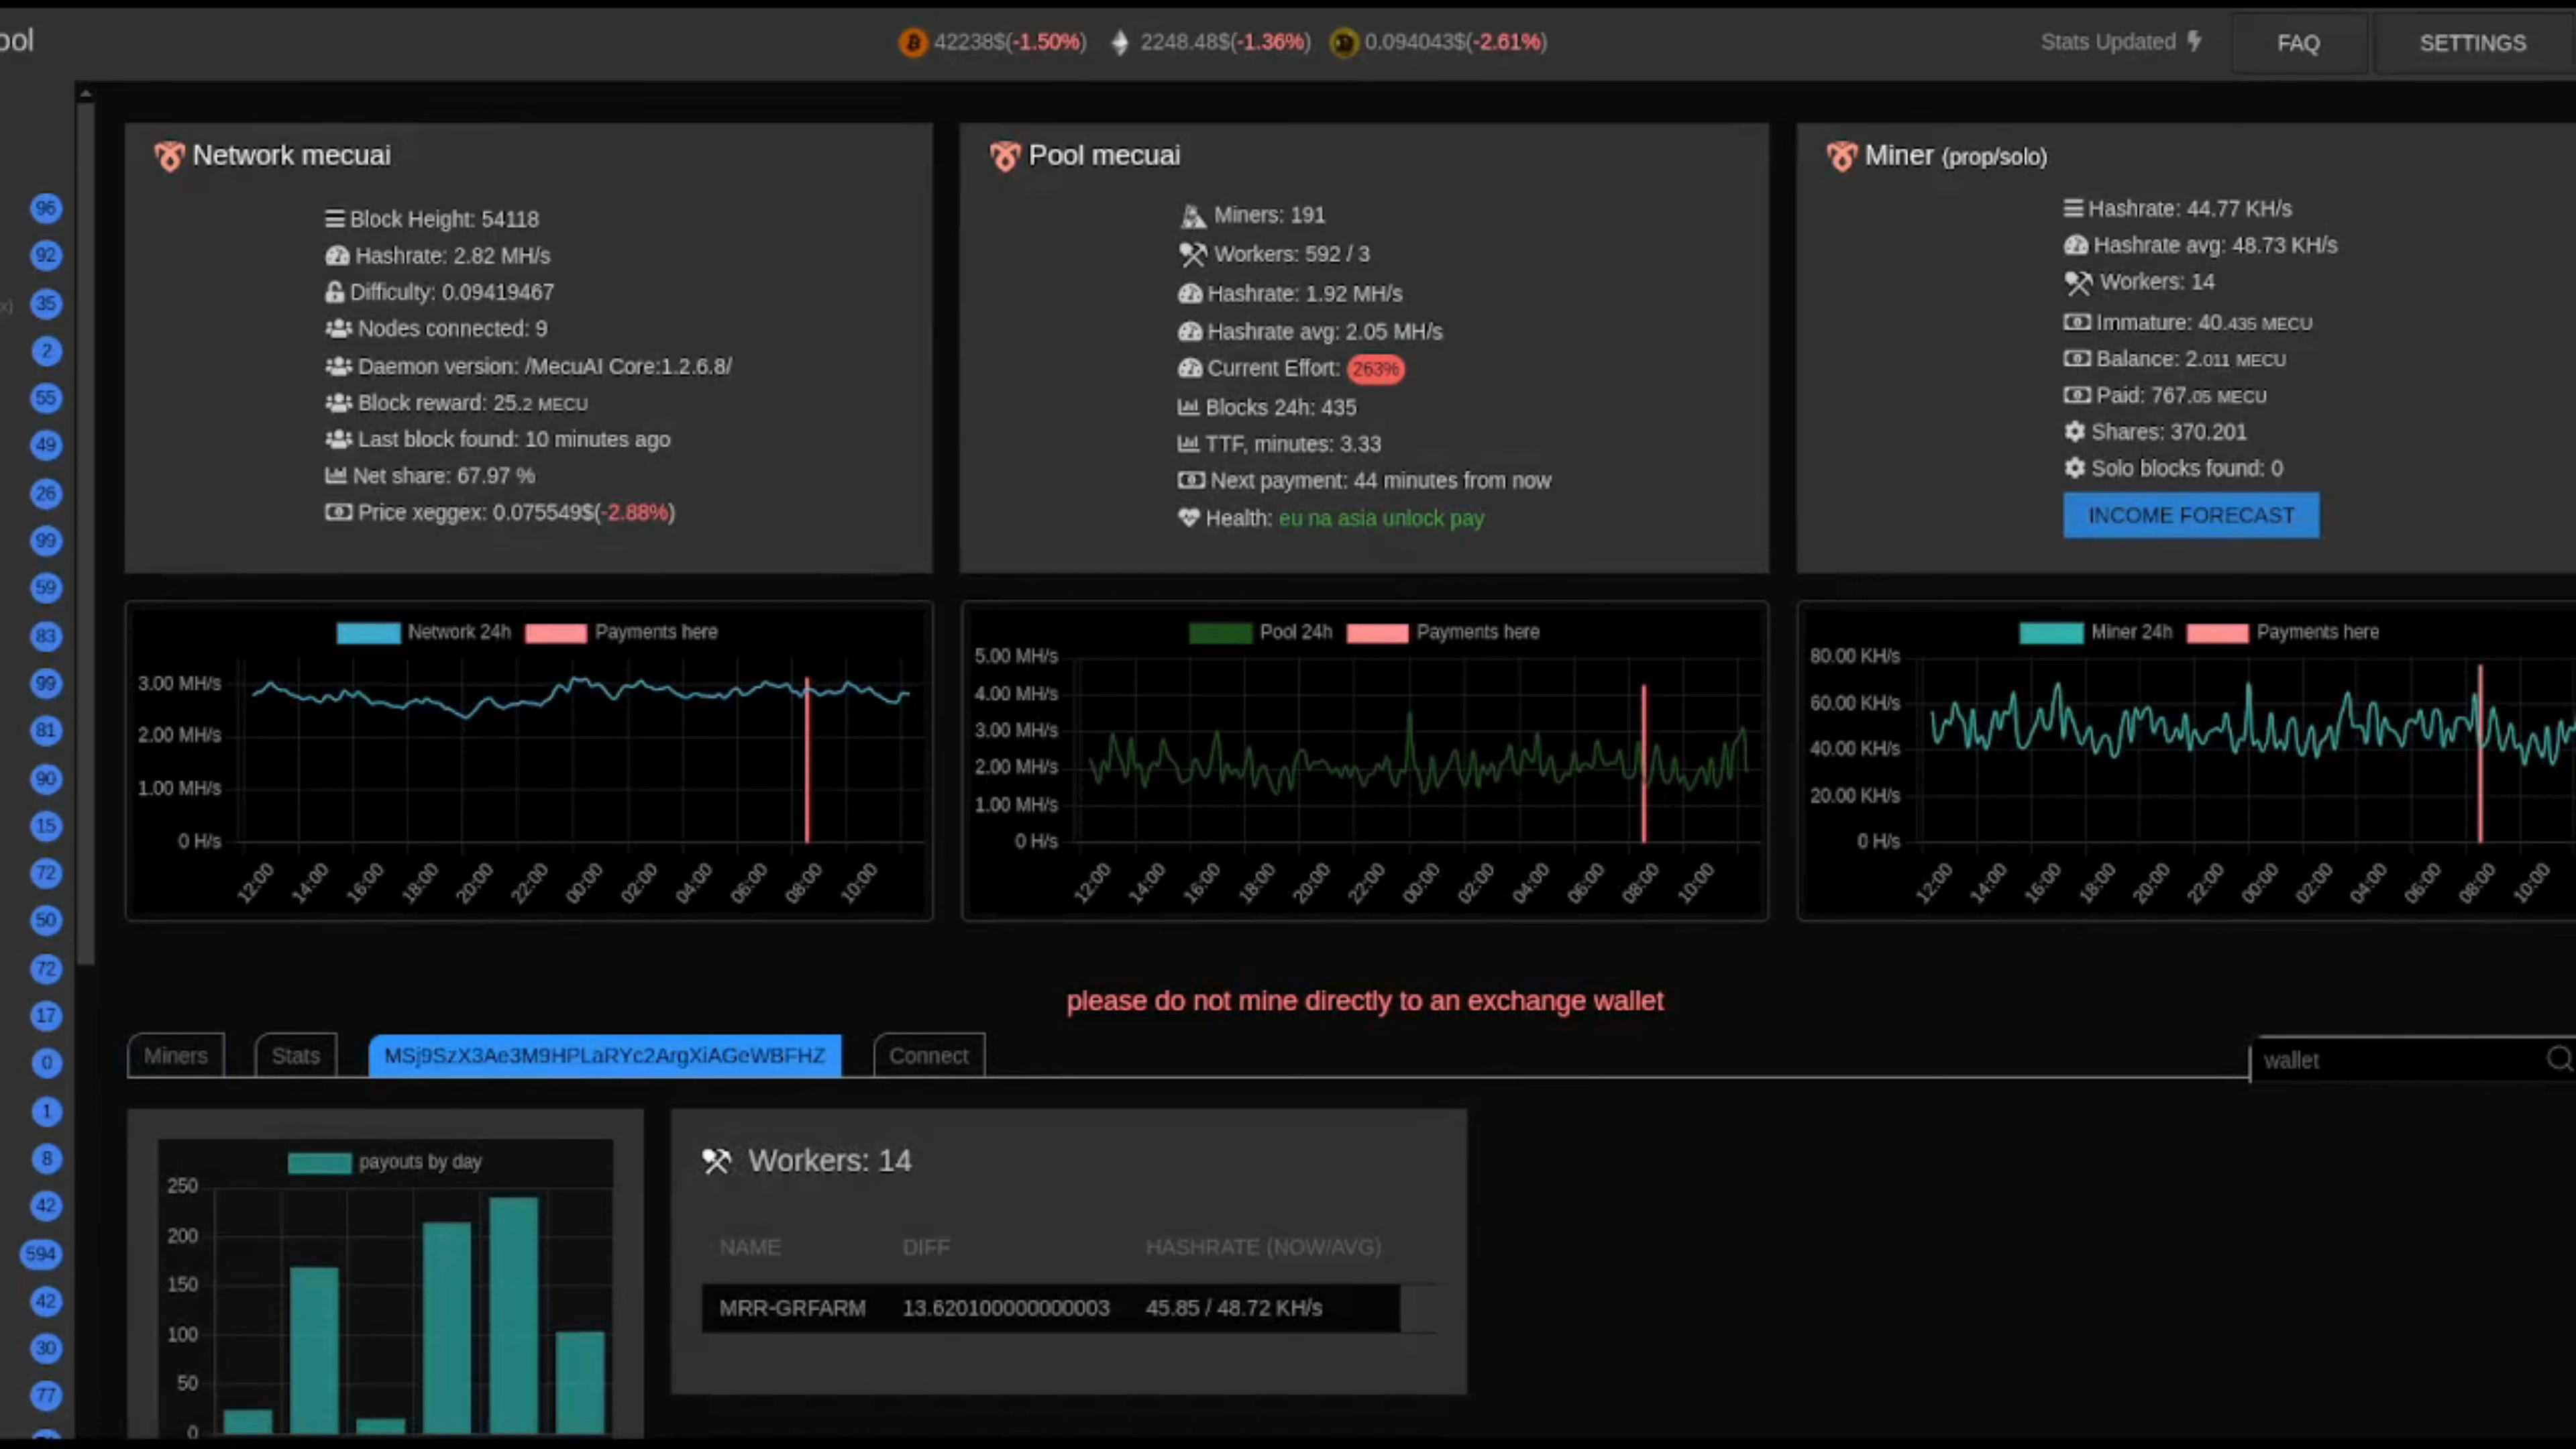 ool
42238$(-1.50%) 2248.48$(-1.36%) 0.094043$(-2.61%)
Stats Updated
FAQ
SETTINGS
96
92
35
2
55
49
26
99
59
83
99
81
90
15
72
50
72
17
0
1
8
42
594
42
30
77
Network mecuai
Block Height: 54118
Hashrate: 2.82 MH/s
Difficulty: 0.09419467
Nodes connected: 9
Daemon version: /MecuAI Core:1.2.6.8/
Block reward: 25.2 MECU
Last block found: 10 minutes ago
Net share: 67.97 %
Price xeggex: 0.075549$(-2.88%)
Pool mecuai
Miners: 191
Workers: 592 / 3
Hashrate: 1.92 MH/s
Hashrate avg: 2.05 MH/s
Current Effort: 263%
Blocks 24h: 435
TTF, minutes: 3.33
Next payment: 44 minutes from now
Health: eu na asia unlock pay
Miner (prop/solo)
Hashrate: 44.77 KH/s
Hashrate avg: 48.73 KH/s
Workers: 14
Immature: 40.435 MECU
Balance: 2.011 MECU
Paid: 767.05 MECU
Shares: 370.201
Solo blocks found: 0
INCOME FORECAST
Network 24h Payments here
3.00 MH/s
2.00 MH/s
1.00 MH/s
0 H/s
12:00 14:00 16:00 18:00 20:00 22:00 00:00 02:00 04:00 06:00 08:00 10:00
Pool 24h Payments here
5.00 MH/s
4.00 MH/s
3.00 MH/s
2.00 MH/s
1.00 MH/s
0 H/s
12:00 14:00 16:00 18:00 20:00 22:00 00:00 02:00 04:00 06:00 08:00 10:00
Miner 24h Payments here
80.00 KH/s
60.00 KH/s
40.00 KH/s
20.00 KH/s
0 H/s
12:00 14:00 16:00 18:00 20:00 22:00 00:00 02:00 04:00 06:00 08:00 10:00
please do not mine directly to an exchange wallet
Miners Stats MSj9SzX3Ae3M9HPLaRYc2ArgXiAGeWBFHZ Connect
wallet
payouts by day
250
200
150
100
50
0
Workers: 14
NAME DIFF HASHRATE (NOW/AVG)
MRR-GRFARM 13.620100000000003 45.85 / 48.72 KH/s